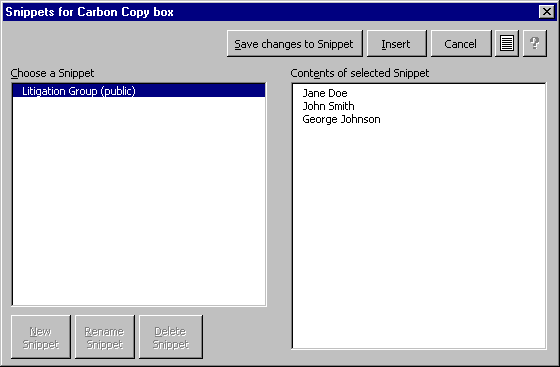 Snippets for Carbon Copy box
Save changes to Snippet
Insert
Cancel
?
Choose a Snippet
Litigation Group (public)
Contents of selected Snippet
Jane Doe
John Smith
George Johnson
New
Snippet
Rename
Snippet
Delete
Snippet